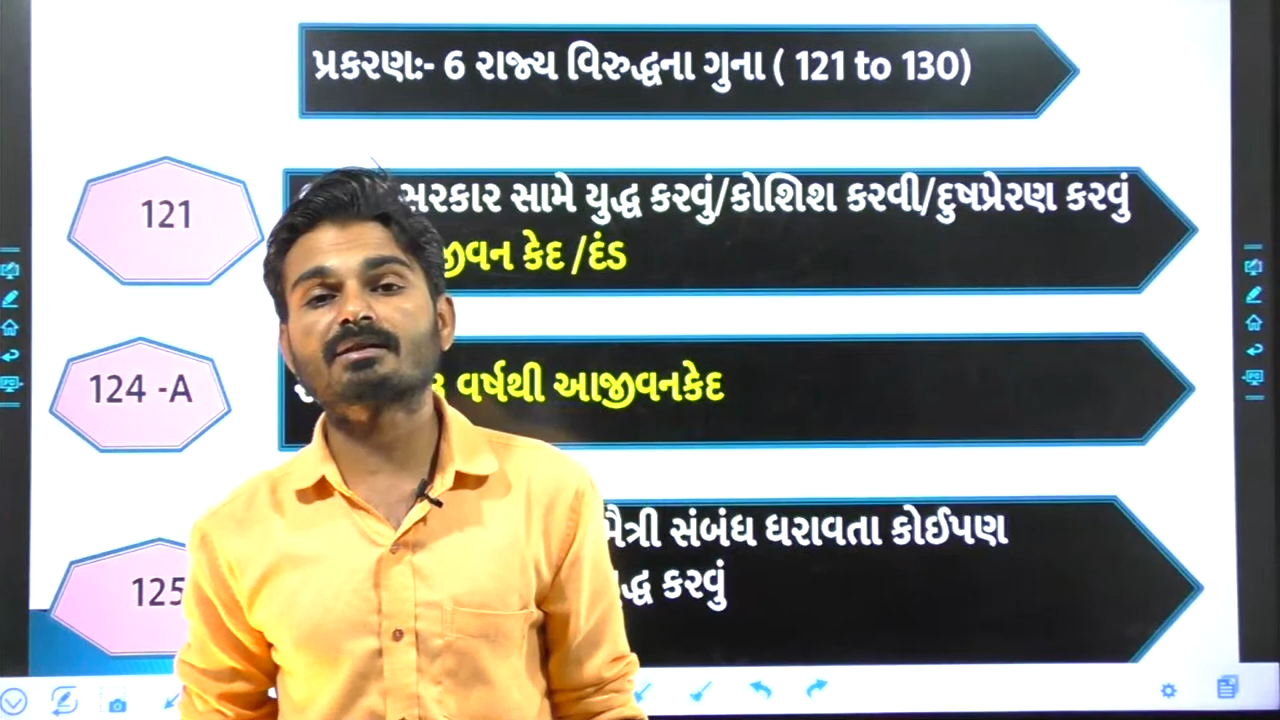 પ્રકરણઃ- 6 રાજ્ય વિરુદ્ધના ગુના ( 121 to 130)
121
સરકાર સામે યુદ્ધ કરવું/કોશિશ કરવી/દુષપ્રેરણ કરવું
કેદ /દંડ
124 -A
વર્ષથી આજીવનકેદ
125
સંબંધ ધરાવતા કોઈપણ
કરવું